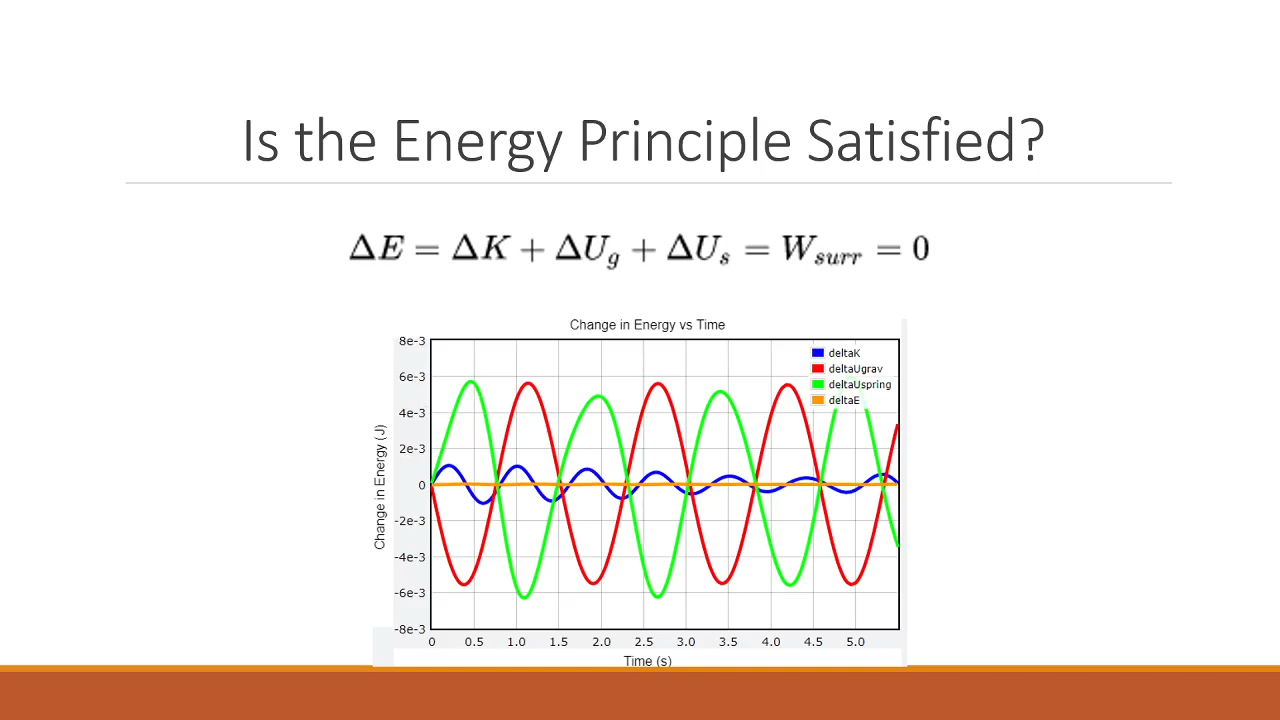 Is the Energy Principle Satisfied?
ΔE = ΔK + ΔU_g + ΔU_s = W_surr = 0
Change in Energy vs Time
deltaK
deltaUgrav
deltaUspring
deltaE
Change in Energy (J)
8e-3
6e-3
4e-3
2e-3
0
-2e-3
-4e-3
-6e-3
-8e-3
0 0.5 1.0 1.5 2.0 2.5 3.0 3.5 4.0 4.5 5.0
Time (s)